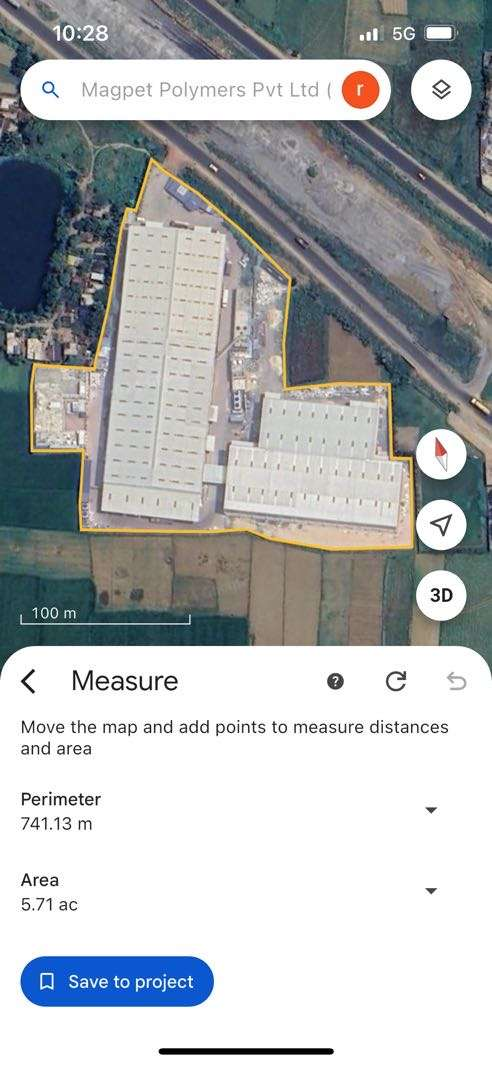 10:28
5G
Magpet Polymers Pvt Ltd (
r
100 m
3D
Measure
Move the map and add points to measure distances
and area
Perimeter
741.13 m
Area
5.71 ac
Save to project